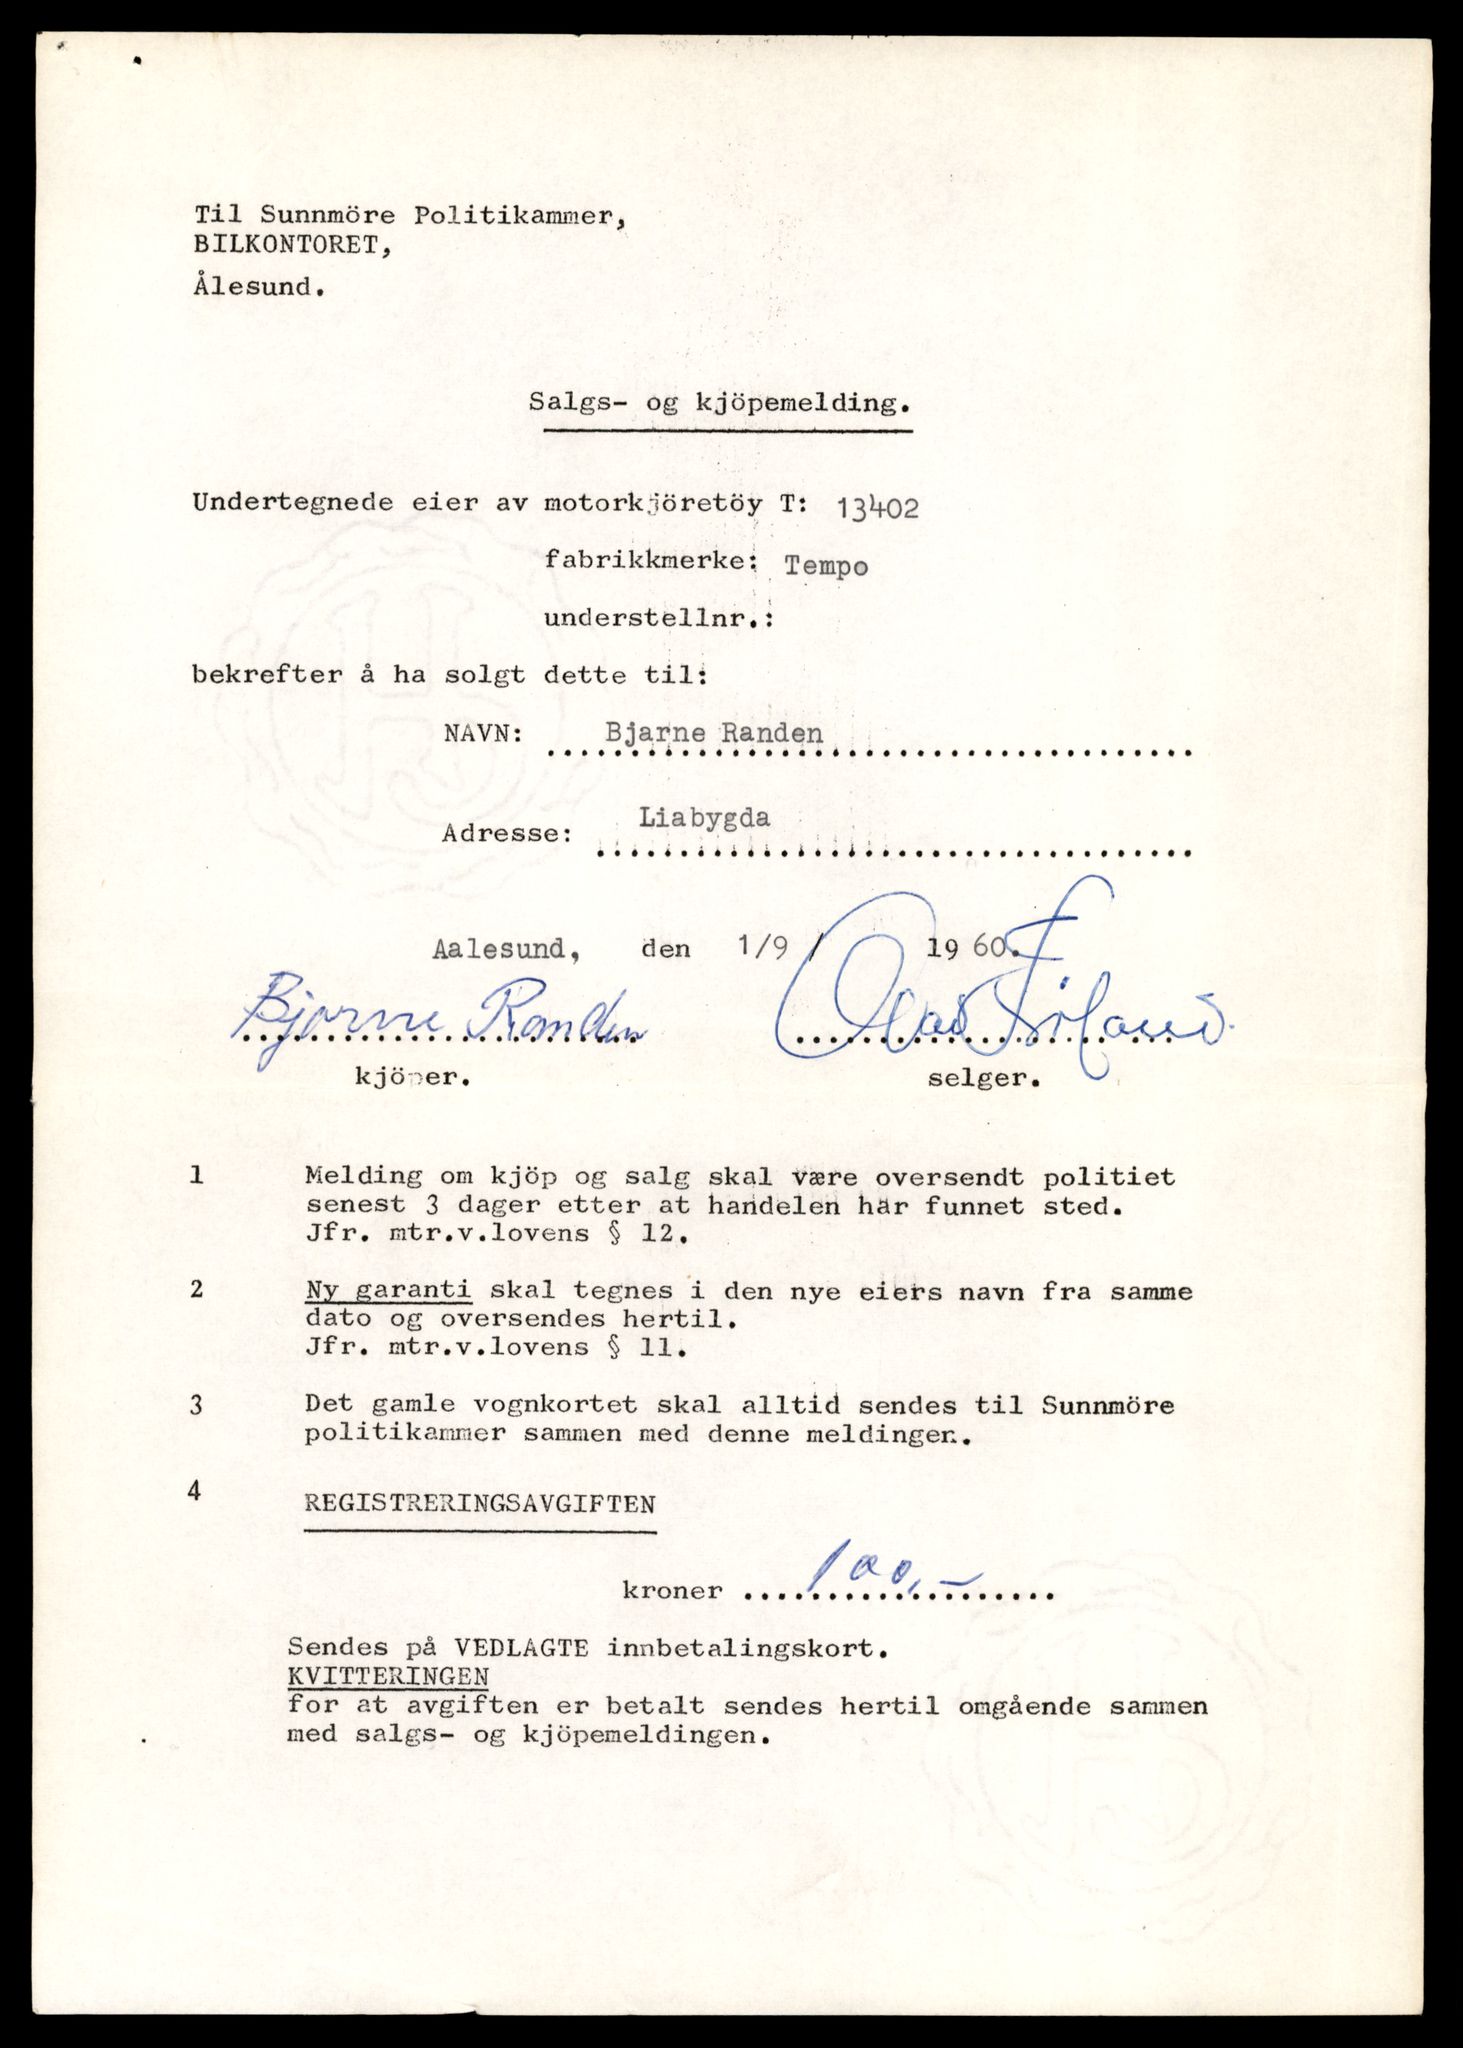 Til Sunnmöre Politikammer,
BILKONTORET,
Ålesund.
Salgs- og kjöpemelding.
Undertegnede eier av motorkjöretöy T: 13402
fabrikkmerke: Tempo
understellnr.:
bekrefter å ha solgt dette til:
NAVN: Bjarne Randen
Adresse: Liabygda
Aalesund, den 1/9 / 1960.
Bjarne Randen
kjöper. selger.
1 Melding om kjöp og salg skal være oversendt politiet
senest 3 dager etter at handelen har funnet sted.
Jfr. mtr.v.lovens § 12.
2 Ny garanti skal tegnes i den nye eiers navn fra samme
dato og oversendes hertil.
Jfr. mtr.v.lovens § 11.
3 Det gamle vognkortet skal alltid sendes til Sunnmöre
politikammer sammen med denne meldingen.
4 REGISTRERINGSAVGIFTEN
kroner 100,-
Sendes på VEDLAGTE innbetalingskort.
KVITTERINGEN
for at avgiften er betalt sendes hertil omgående sammen
med salgs- og kjöpemeldingen.